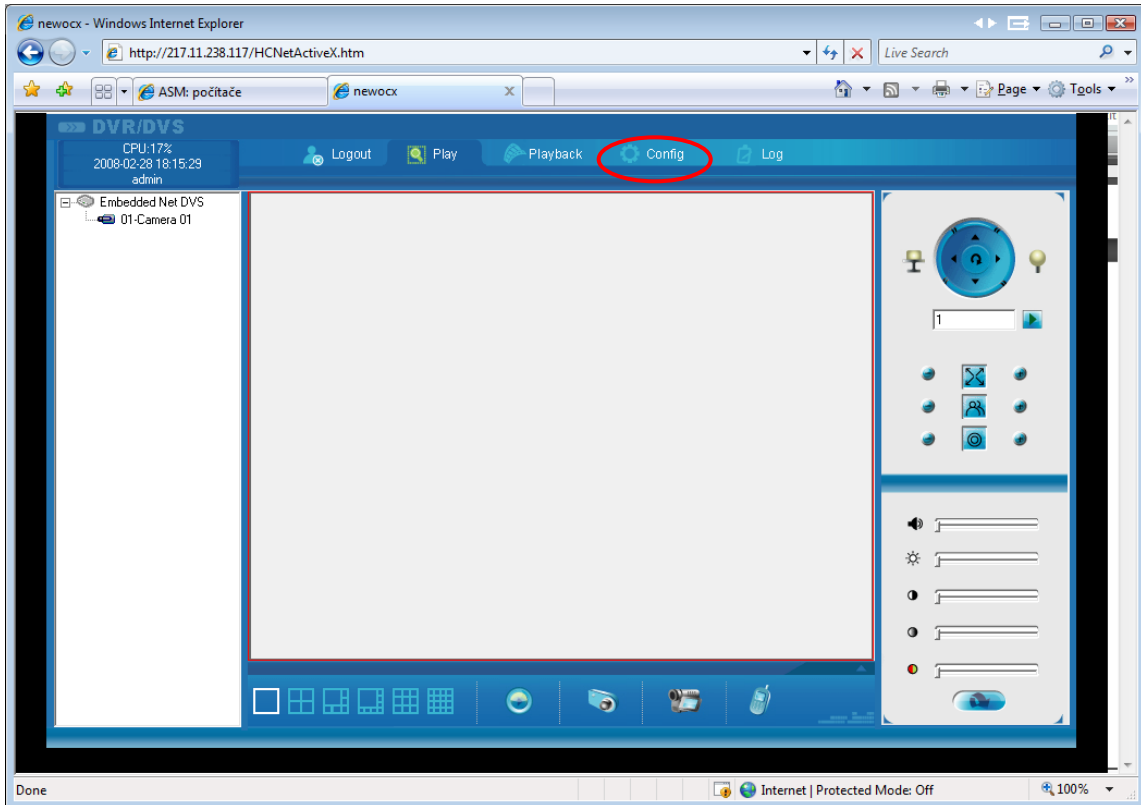 newocx - Windows Internet Explorer
http://217.11.238.117/HCNetActiveX.htm
Live Search
ASM: počítače
newocx
Page
Tools
DVR/DVS
CPU:17%
2008-02-28 18:15:29
admin
Logout
Play
Playback
Config
Log
Embedded Net DVS
01-Camera 01
1
Done
Internet | Protected Mode: Off
100%